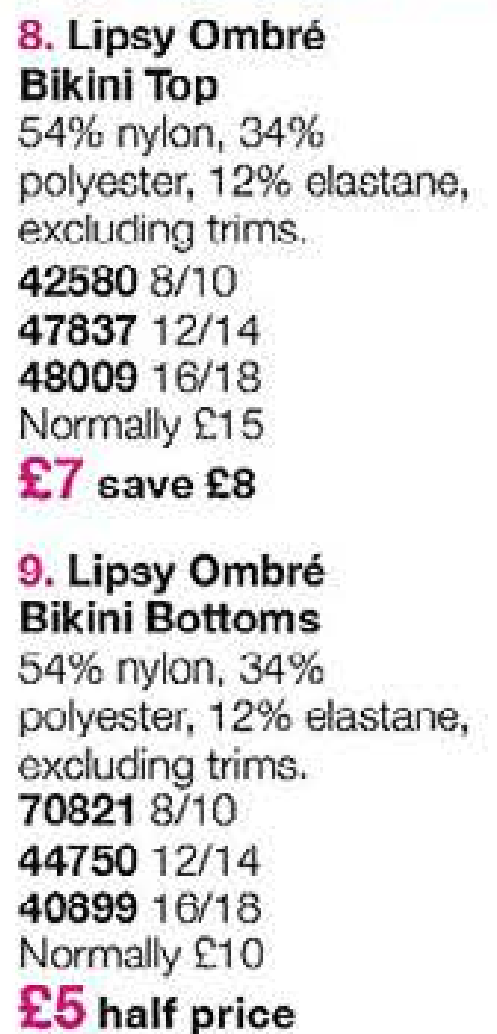 8. Lipsy Ombré
Bikini Top
54% nylon, 34%
polyester, 12% elastane,
excluding trims.
42580 8/10
47837 12/14
48009 16/18
Normally £15
£7 save £8
9. Lipsy Ombré
Bikini Bottoms
54% nylon, 34%
polyester, 12% elastane,
excluding trims.
70821 8/10
44750 12/14
40899 16/18
Normally £10
£5 half price